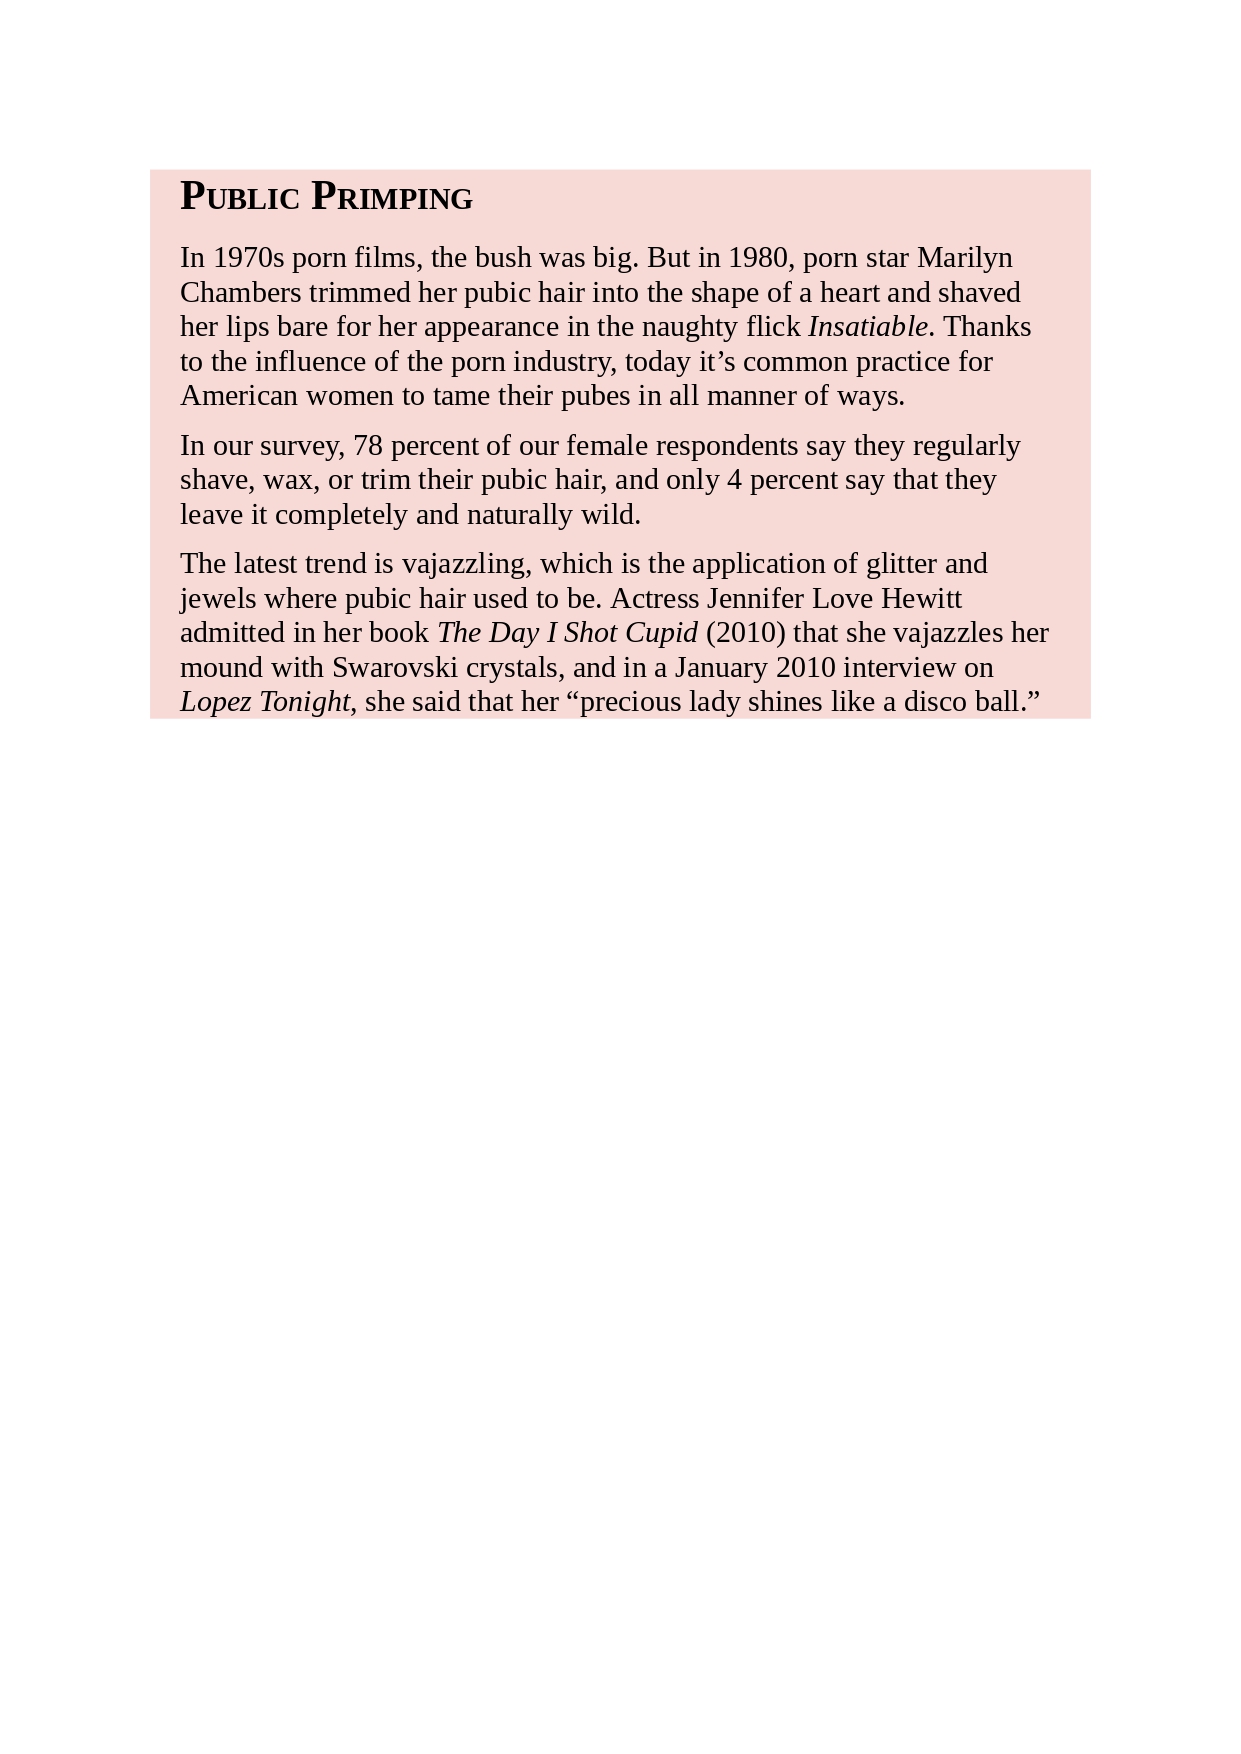 PUBLIC PRIMPING
In 1970s porn films, the bush was big. But in 1980, porn star Marilyn
Chambers trimmed her pubic hair into the shape of a heart and shaved
her lips bare for her appearance in the naughty flick Insatiable. Thanks
to the influence of the porn industry, today it’s common practice for
American women to tame their pubes in all manner of ways.
In our survey, 78 percent of our female respondents say they regularly
shave, wax, or trim their pubic hair, and only 4 percent say that they
leave it completely and naturally wild.
The latest trend is vajazzling, which is the application of glitter and
jewels where pubic hair used to be. Actress Jennifer Love Hewitt
admitted in her book The Day I Shot Cupid (2010) that she vajazzles her
mound with Swarovski crystals, and in a January 2010 interview on
Lopez Tonight, she said that her “precious lady shines like a disco ball.”